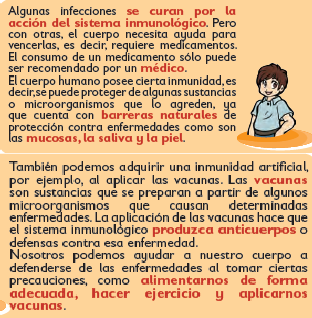 Algunas infecciones se curan por la
acción del sistema inmunológico. Pero
con otras, el cuerpo necesita ayuda para
vencerlas, es decir, requiere medicamentos.
El consumo de un medicamento sólo puede
ser recomendado por un médico.
El cuerpo humano posee cierta inmunidad, es
decir, se puede proteger de algunas sustancias
o microorganismos que lo agreden, ya
que cuenta con barreras naturales de
protección contra enfermedades como son
las mucosas, la saliva y la piel.
También podemos adquirir una inmunidad artificial,
por ejemplo, al aplicar las vacunas. Las vacunas
son sustancias que se preparan a partir de algunos
microorganismos que causan determinadas
enfermedades. La aplicación de las vacunas hace que
el sistema inmunológico produzca anticuerpos o
defensas contra esa enfermedad.
Nosotros podemos ayudar a nuestro cuerpo a
defenderse de las enfermedades al tomar ciertas
precauciones, como alimentarnos de forma
adecuada, hacer ejercicio y aplicarnos
vacunas.